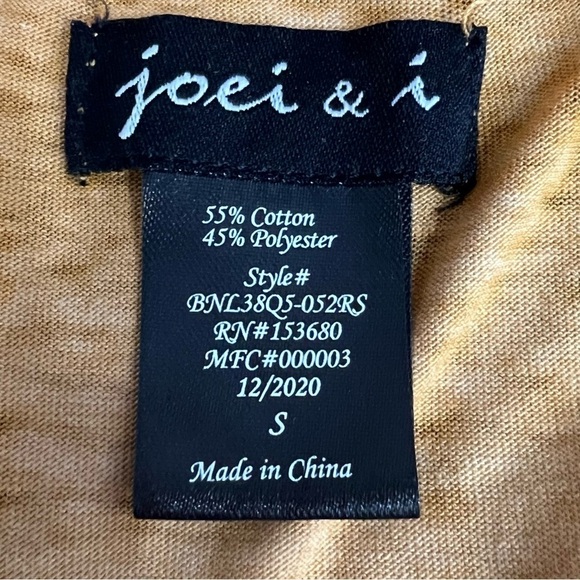 joei & i
55% Cotton
45% Polyester
Style#
BNL38Q5-052RS
RN#153680
MFC#000003
12/2020
S
Made in China